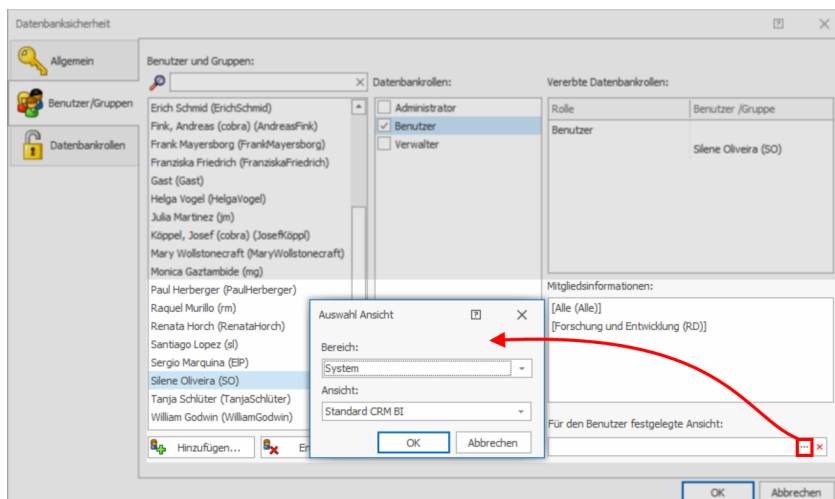 Datenbanksicherheit
Allgemein
Benutzer/Gruppen
Datenbankrollen
Benutzer und Gruppen:
Erich Schmid (ErichSchmid)
Fink, Andreas (cobra) (AndreasFink)
Frank Mayersborg (FrankMayersborg)
Franziska Friedrich (FranziskaFriedrich)
Gast (Gast)
Helga Vogel (HelgaVogel)
Julia Martinez (jm)
Köppel, Josef (cobra) (JosefKöppl)
Mary Wollstonecraft (MaryWollstonecraft)
Monica Gaztambide (mg)
Paul Herberger (PaulHerberger)
Raquel Murillo (rm)
Renata Horch (RenataHorch)
Santiago Lopez (sl)
Sergio Marquina (ElP)
Silene Oliveira (SO)
Tanja Schlüter (TanjaSchlüter)
William Godwin (WilliamGodwin)
Hinzufügen...
Datenbankrollen:
Administrator
Benutzer
Verwalter
Vererbte Datenbankrollen:
Rolle Benutzer /Gruppe
Benutzer
Silene Oliveira (SO)
Mitgliedsinformationen:
[Alle (Alle)]
[Forschung und Entwicklung (RD)]
Für den Benutzer festgelegte Ansicht:
Auswahl Ansicht
Bereich:
System
Ansicht:
Standard CRM BI
OK Abbrechen
OK Abbrechen